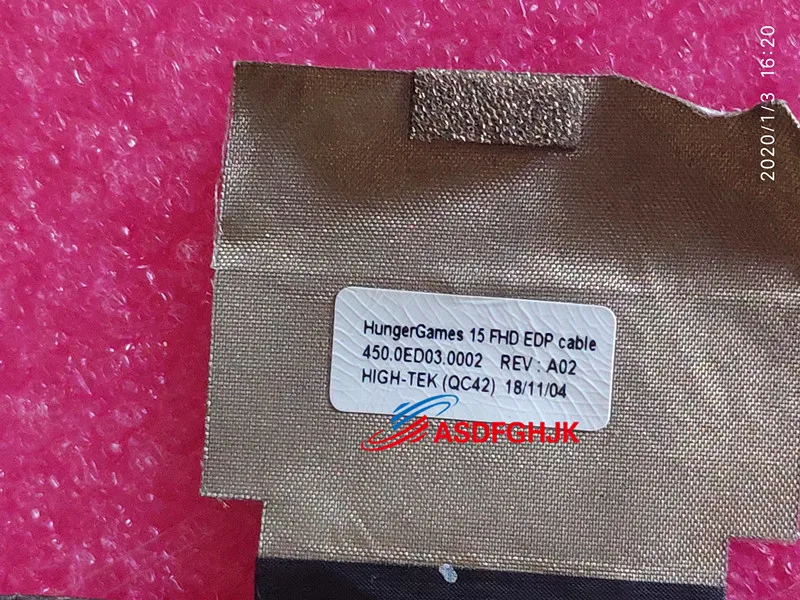 2020/1/3 16:20
HungerGames 15 FHD EDP cable
450.0ED03.0002 REV : A02
HIGH-TEK (QC42) 18/11/04
ASDFGHJK